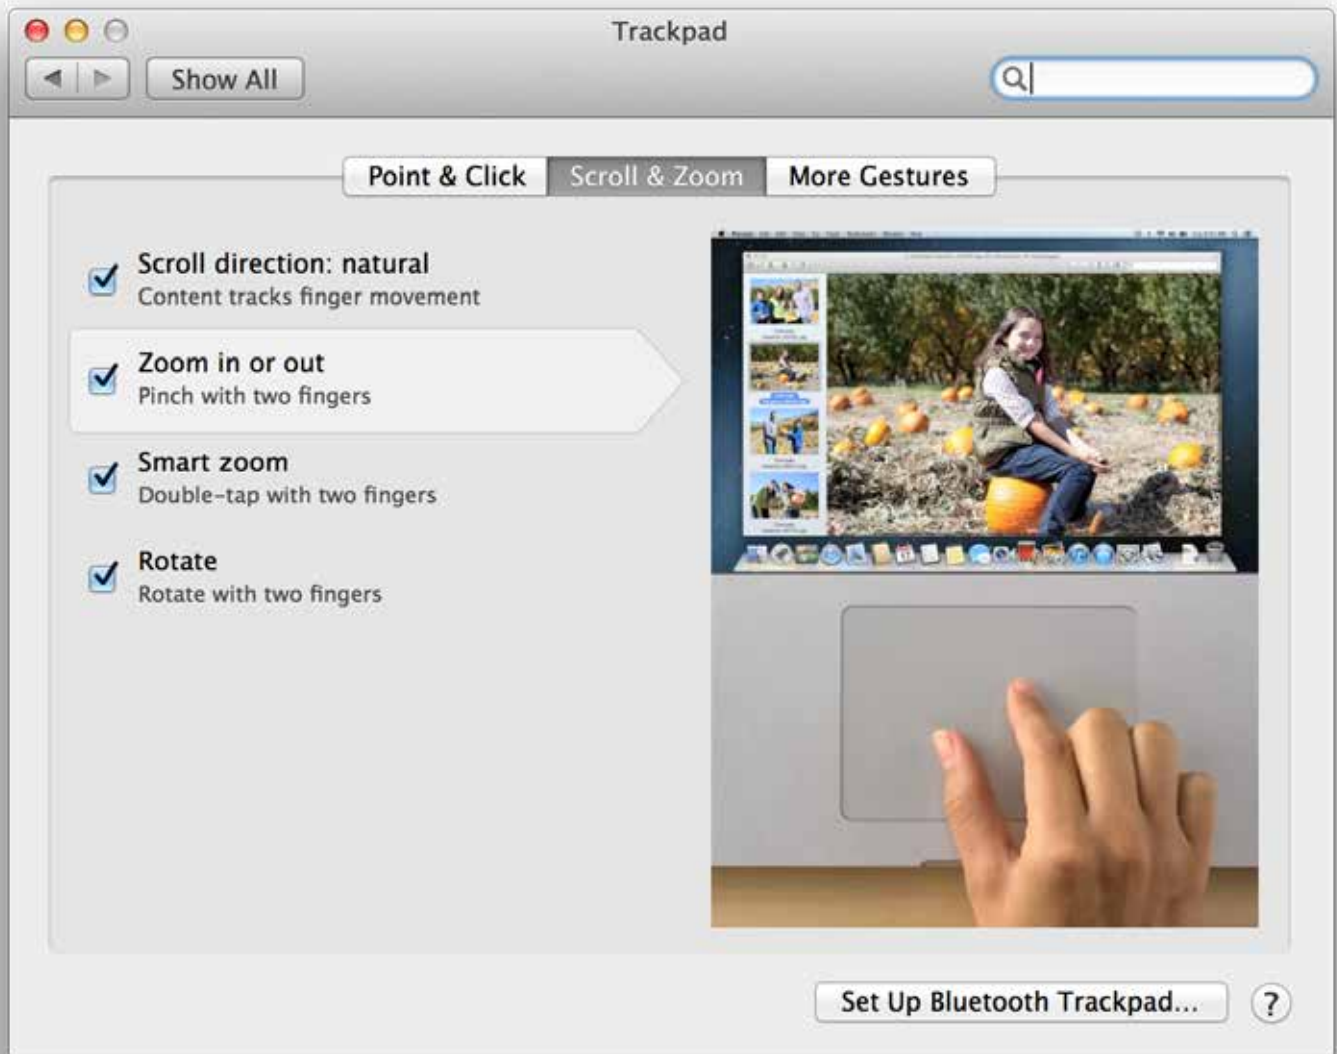 Trackpad
Show All
Point & Click
Scroll & Zoom
More Gestures
Scroll direction: natural
Content tracks finger movement
Zoom in or out
Pinch with two fingers
Smart zoom
Double-tap with two fingers
Rotate
Rotate with two fingers
Set Up Bluetooth Trackpad...
?